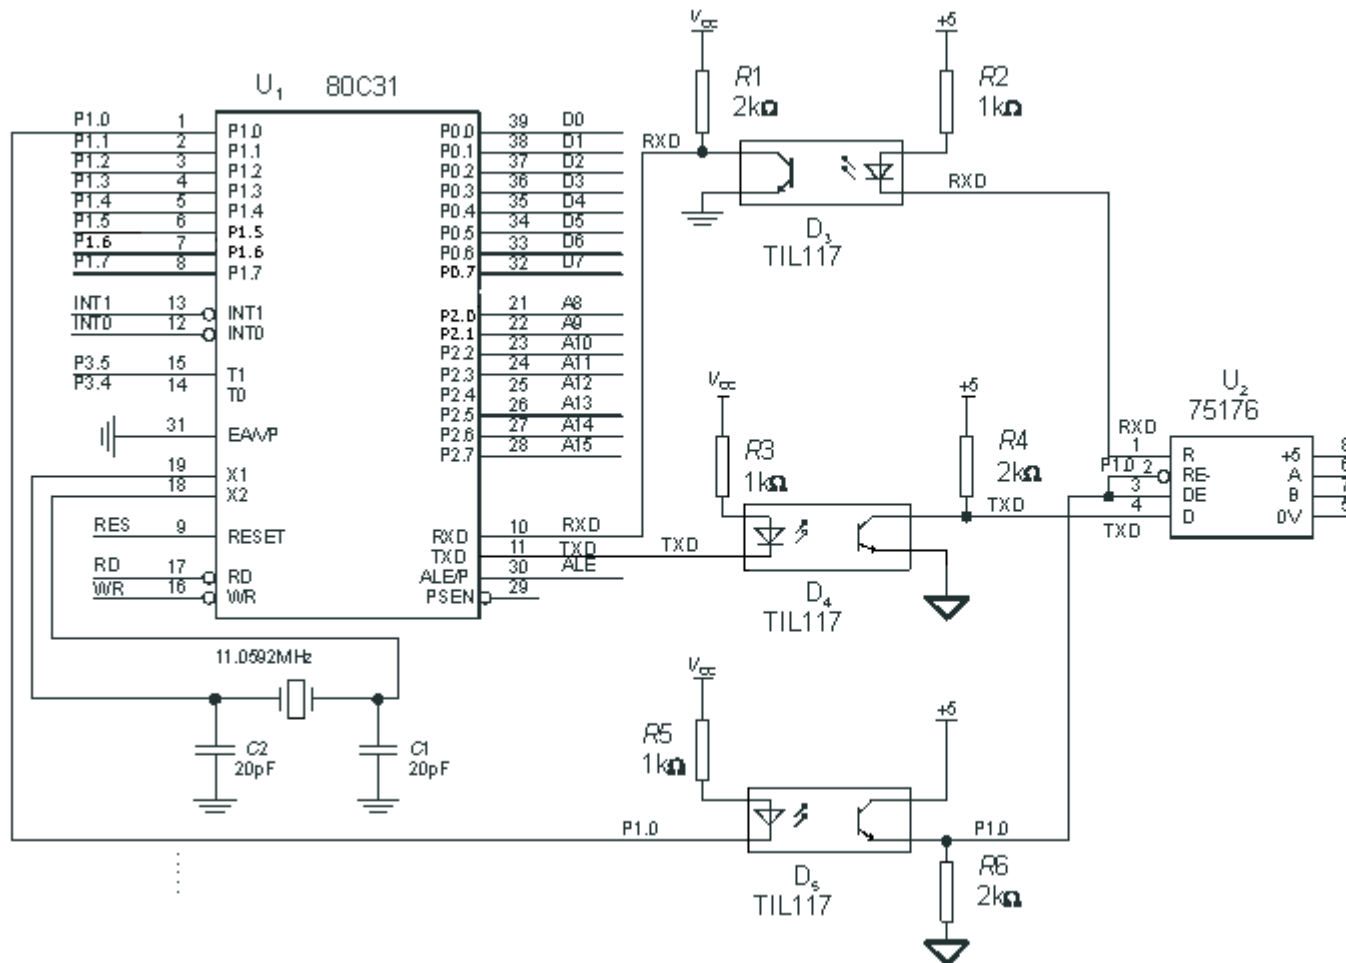 U1 80C31
P1.0 1 P1.0 P0.0 39 D0
P1.1 2 P1.1 P0.1 38 D1
P1.2 3 P1.2 P0.2 37 D2
P1.3 4 P1.3 P0.3 36 D3
P1.4 5 P1.4 P0.4 35 D4
P1.5 6 P1.5 P0.5 34 D5
P1.6 7 P1.6 P0.6 33 D6
P1.7 8 P1.7 P0.7 32 D7
INT1 13 INT1 P2.0 21 A8
INT0 12 INT0 P2.1 22 A9
P2.2 23 A10
P3.5 15 T1 P2.3 24 A11
P3.4 14 T0 P2.4 25 A12
P2.5 26 A13
31 EA/VP P2.6 27 A14
P2.7 28 A15
19 X1
18 X2
RES 9 RESET RXD 10 RXD
TXD 11 TXD
RD 17 RD ALE/P 30 ALE
WR 16 WR PSEN 29
11.0592MHz
C2
20pF
C1
20pF
Vcc
R1
2kΩ
+5
R2
1kΩ
RXD
RXD
D3
TIL117
Vcc
R3
1kΩ
+5
R4
2kΩ
TXD
TXD
D4
TIL117
Vcc
R5
1kΩ
+5
P1.0
P1.0
D5
TIL117
R6
2kΩ
U2
75176
RXD
1 R +5 8
P1.0 2 RE- A 6
3 DE B
4 D 0V 5
TXD